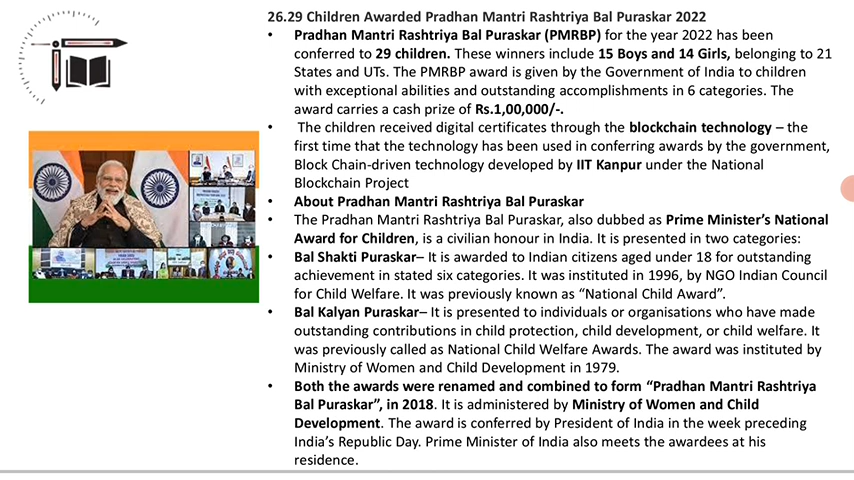 26.29 Children Awarded Pradhan Mantri Rashtriya Bal Puraskar 2022
• Pradhan Mantri Rashtriya Bal Puraskar (PMRBP) for the year 2022 has been
conferred to 29 children. These winners include 15 Boys and 14 Girls, belonging to 21
States and UTs. The PMRBP award is given by the Government of India to children
with exceptional abilities and outstanding accomplishments in 6 categories. The
award carries a cash prize of Rs.1,00,000/-.
• The children received digital certificates through the blockchain technology – the
first time that the technology has been used in conferring awards by the government,
Block Chain-driven technology developed by IIT Kanpur under the National
Blockchain Project
• About Pradhan Mantri Rashtriya Bal Puraskar
• The Pradhan Mantri Rashtriya Bal Puraskar, also dubbed as Prime Minister’s National
Award for Children, is a civilian honour in India. It is presented in two categories:
• Bal Shakti Puraskar– It is awarded to Indian citizens aged under 18 for outstanding
achievement in stated six categories. It was instituted in 1996, by NGO Indian Council
for Child Welfare. It was previously known as “National Child Award”.
• Bal Kalyan Puraskar– It is presented to individuals or organisations who have made
outstanding contributions in child protection, child development, or child welfare. It
was previously called as National Child Welfare Awards. The award was instituted by
Ministry of Women and Child Development in 1979.
• Both the awards were renamed and combined to form “Pradhan Mantri Rashtriya
Bal Puraskar”, in 2018. It is administered by Ministry of Women and Child
Development. The award is conferred by President of India in the week preceding
India’s Republic Day. Prime Minister of India also meets the awardees at his
residence.